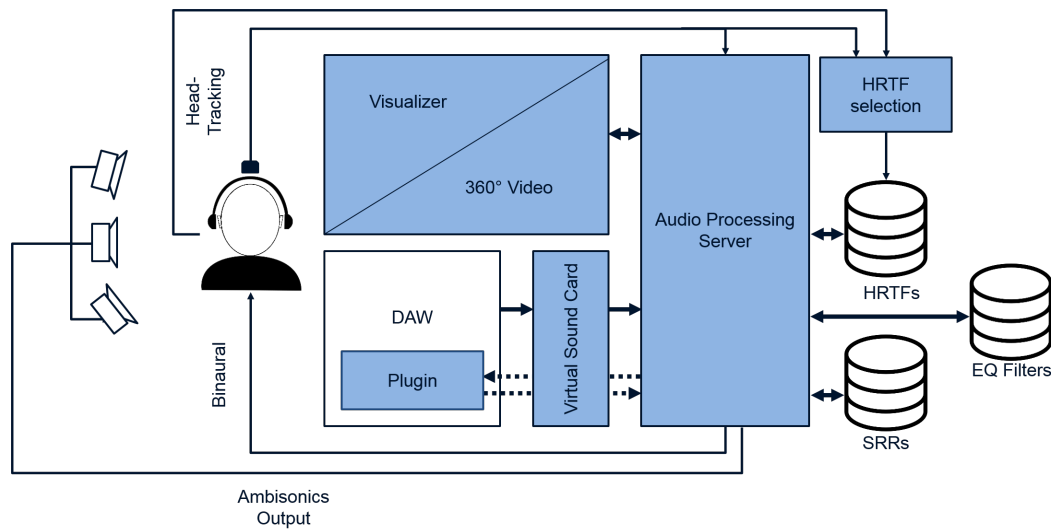 Head-
Tracking
Visualizer
360° Video
Audio Processing
Server
HRTF
selection
HRTFs
EQ Filters
SRRs
DAW
Plugin
Virtual Sound Card
Binaural
Ambisonics
Output